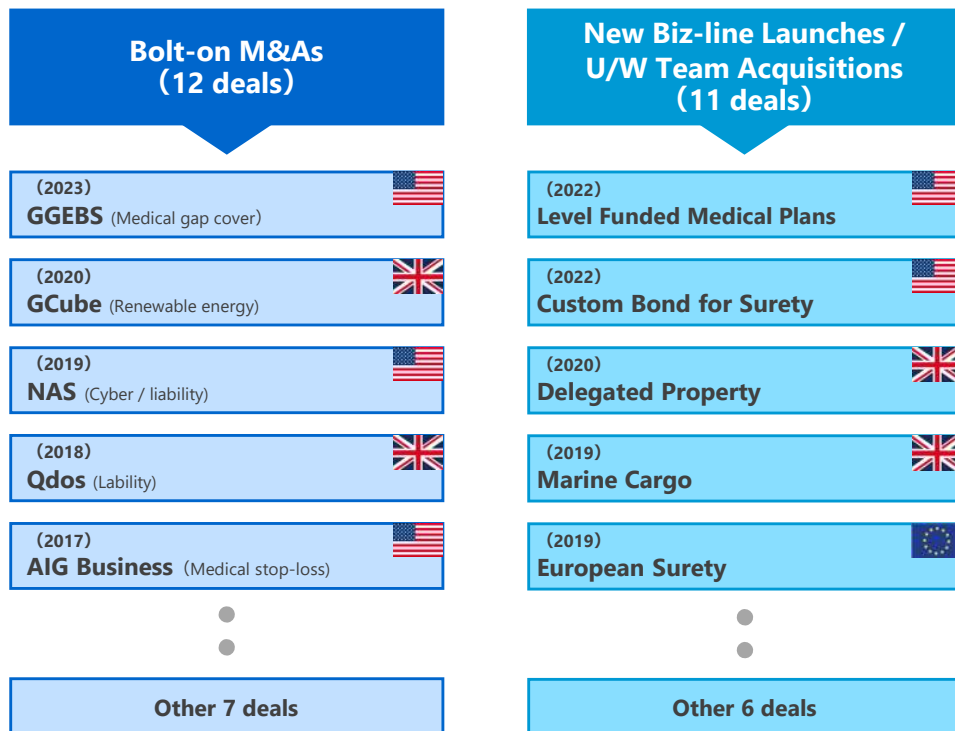 Bolt-on M&As
（12 deals）
（2023）
GGEBS (Medical gap cover）
（2020）
GCube (Renewable energy)
（2019）
NAS (Cyber / liability)
（2018）
Qdos (Lability)
（2017）
AIG Business （Medical stop-loss)
Other 7 deals
New Biz-line Launches /
U/W Team Acquisitions
（11 deals）
（2022）
Level Funded Medical Plans
（2022）
Custom Bond for Surety
（2020）
Delegated Property
（2019）
Marine Cargo
（2019）
European Surety
Other 6 deals